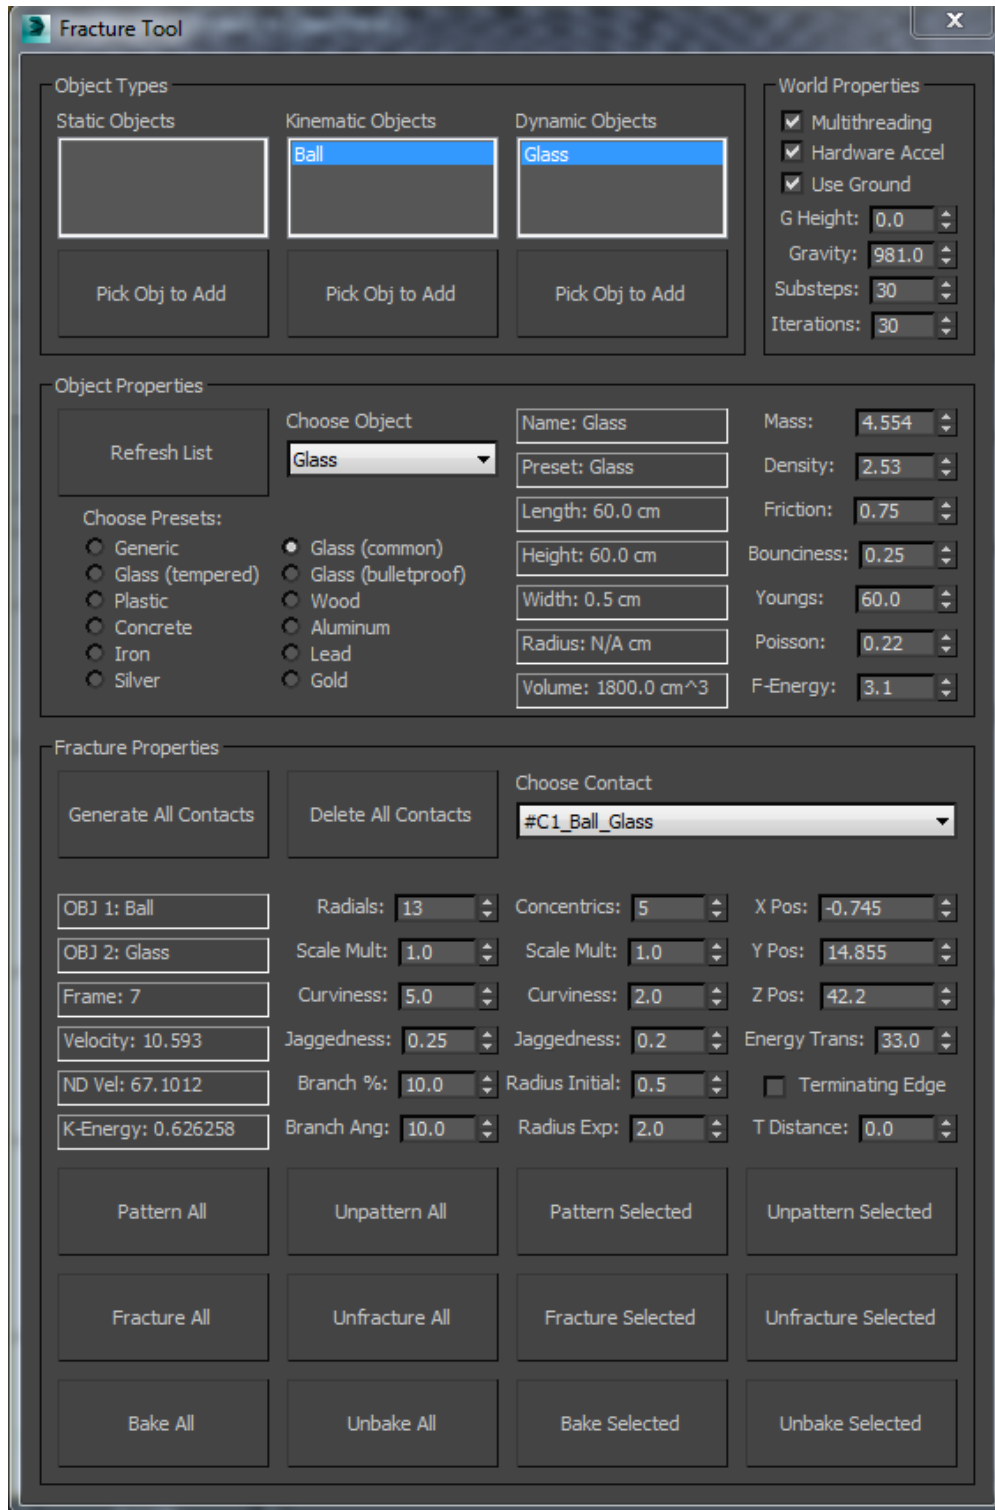 Fracture Tool
X
Object Types
Static Objects
Kinematic Objects
Ball
Dynamic Objects
Glass
Pick Obj to Add
Pick Obj to Add
Pick Obj to Add
World Properties
Multithreading
Hardware Accel
Use Ground
G Height: 0.0
Gravity: 981.0
Substeps: 30
Iterations: 30
Object Properties
Refresh List
Choose Object
Glass
Choose Presets:
Generic
Glass (common)
Glass (tempered)
Glass (bulletproof)
Plastic
Wood
Concrete
Aluminum
Iron
Lead
Silver
Gold
Name: Glass
Preset: Glass
Length: 60.0 cm
Height: 60.0 cm
Width: 0.5 cm
Radius: N/A cm
Volume: 1800.0 cm^3
Mass: 4.554
Density: 2.53
Friction: 0.75
Bounciness: 0.25
Youngs: 60.0
Poisson: 0.22
F-Energy: 3.1
Fracture Properties
Generate All Contacts
Delete All Contacts
Choose Contact
#C1_Ball_Glass
OBJ 1: Ball
OBJ 2: Glass
Frame: 7
Velocity: 10.593
ND Vel: 67.1012
K-Energy: 0.626258
Radials: 13
Scale Mult: 1.0
Curviness: 5.0
Jaggedness: 0.25
Branch %: 10.0
Branch Ang: 10.0
Concentrics: 5
Scale Mult: 1.0
Curviness: 2.0
Jaggedness: 0.2
Radius Initial: 0.5
Radius Exp: 2.0
X Pos: -0.745
Y Pos: 14.855
Z Pos: 42.2
Energy Trans: 33.0
Terminating Edge
T Distance: 0.0
Pattern All
Unpattern All
Pattern Selected
Unpattern Selected
Fracture All
Unfracture All
Fracture Selected
Unfracture Selected
Bake All
Unbake All
Bake Selected
Unbake Selected